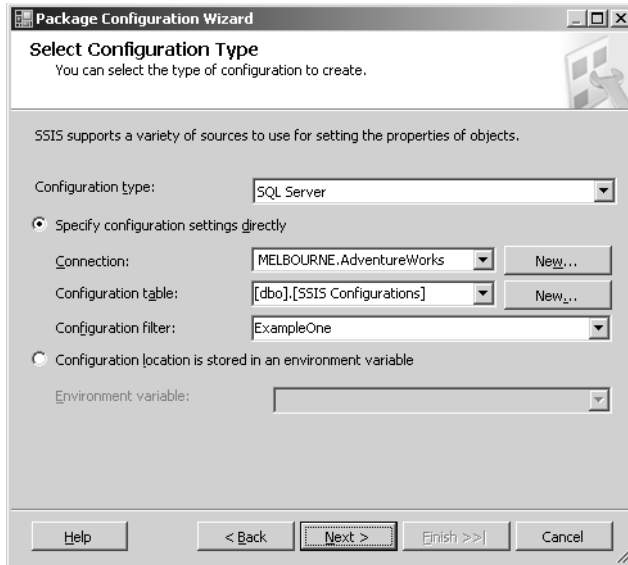 Package Configuration Wizard
Select Configuration Type
You can select the type of configuration to create.
SSIS supports a variety of sources to use for setting the properties of objects.
Configuration type: SQL Server
Specify configuration settings directly
Connection: MELBOURNE.AdventureWorks New...
Configuration table: [dbo].[SSIS Configurations] New...
Configuration filter: ExampleOne
Configuration location is stored in an environment variable
Environment variable:
Help < Back Next > Finish >>| Cancel